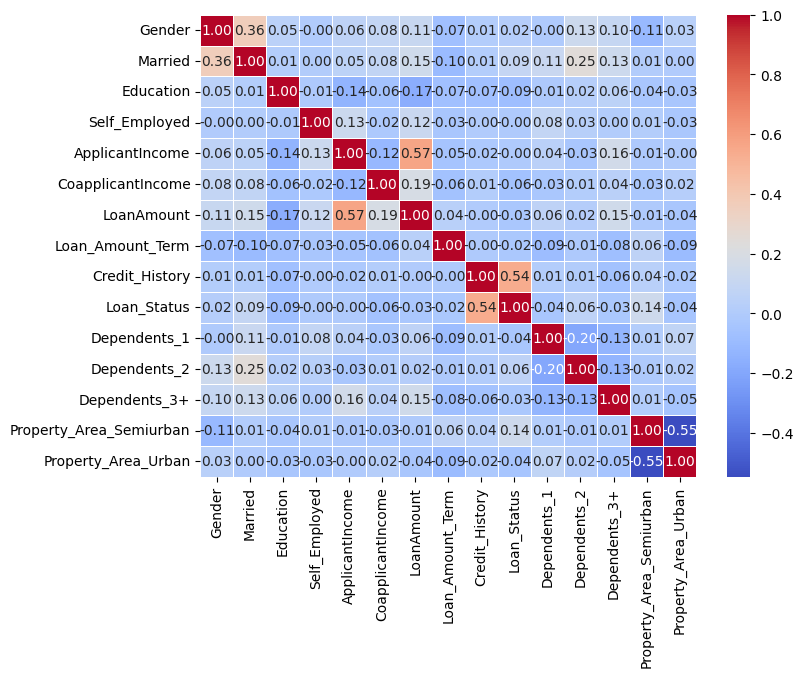 Gender 1.00 0.36 0.05 -0.00 0.06 0.08 0.11 -0.07 0.01 0.02 -0.00 0.13 0.10 -0.11 0.03
Married 0.36 1.00 0.01 0.00 0.05 0.08 0.15 -0.10 0.01 0.09 0.11 0.25 0.13 0.01 0.00
Education 0.05 0.01 1.00 -0.01 -0.14 -0.06 -0.17 -0.07 -0.07 -0.09 -0.01 0.02 0.06 -0.04 -0.03
Self_Employed -0.00 0.00 -0.01 1.00 0.13 -0.02 0.12 -0.03 -0.00 -0.00 0.08 0.03 0.00 0.01 -0.03
ApplicantIncome 0.06 0.05 -0.14 0.13 1.00 -0.12 0.57 -0.05 -0.02 -0.00 0.04 -0.03 0.16 -0.01 -0.00
CoapplicantIncome 0.08 0.08 -0.06 -0.02 -0.12 1.00 0.19 -0.06 0.01 -0.06 -0.03 0.01 0.04 -0.03 0.02
LoanAmount 0.11 0.15 -0.17 0.12 0.57 0.19 1.00 0.04 -0.00 -0.03 0.06 0.02 0.15 -0.01 -0.04
Loan_Amount_Term -0.07 -0.10 -0.07 -0.03 -0.05 -0.06 0.04 1.00 -0.00 -0.02 -0.09 -0.01 -0.08 0.06 -0.09
Credit_History 0.01 0.01 -0.07 -0.00 -0.02 0.01 -0.00 -0.00 1.00 0.54 0.01 0.01 -0.06 0.04 -0.02
Loan_Status 0.02 0.09 -0.09 -0.00 -0.00 -0.06 -0.03 -0.02 0.54 1.00 -0.04 0.06 -0.03 0.14 -0.04
Dependents_1 -0.00 0.11 -0.01 0.08 0.04 -0.03 0.06 -0.09 0.01 -0.04 1.00 -0.20 -0.13 0.01 0.07
Dependents_2 0.13 0.25 0.02 0.03 -0.03 0.01 0.02 -0.01 0.01 0.06 -0.20 1.00 -0.13 -0.01 0.02
Dependents_3+ 0.10 0.13 0.06 0.00 0.16 0.04 0.15 -0.08 -0.06 -0.03 -0.13 -0.13 1.00 0.01 -0.05
Property_Area_Semiurban -0.11 0.01 -0.04 0.01 -0.01 -0.03 -0.01 0.06 0.04 0.14 0.01 -0.01 0.01 1.00 -0.55
Property_Area_Urban 0.03 0.00 -0.03 -0.03 -0.00 0.02 -0.04 -0.09 -0.02 -0.04 0.07 0.02 -0.05 -0.55 1.00
Gender
Married
Education
Self_Employed
ApplicantIncome
CoapplicantIncome
LoanAmount
Loan_Amount_Term
Credit_History
Loan_Status
Dependents_1
Dependents_2
Dependents_3+
Property_Area_Semiurban
Property_Area_Urban
1.0
0.8
0.6
0.4
0.2
0.0
−0.2
−0.4